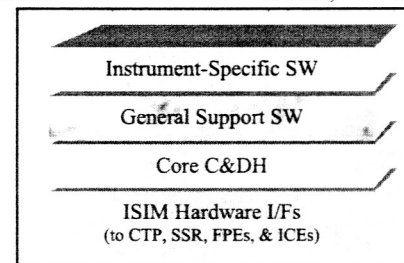 Instrument-Specific SW
General Support SW
Core C&DH
ISIM Hardware I/Fs
(to CTP, SSR, FPEs, & ICEs)